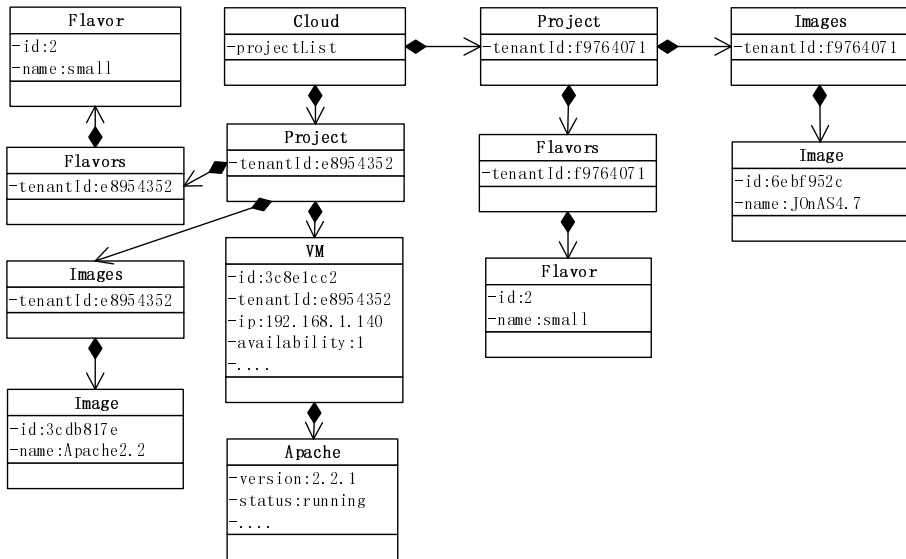 Flavor
-id:2
-name:small
Cloud
-projectList
Project
-tenantId:f9764071
Images
-tenantId:f9764071
Flavors
-tenantId:e8954352
Project
-tenantId:e8954352
Flavors
-tenantId:f9764071
Image
-id:6ebf952c
-name:JOnAS4.7
Images
-tenantId:e8954352
VM
-id:3c8e1cc2
-tenantId:e8954352
-ip:192.168.1.140
-availability:1
-....
Flavor
-id:2
-name:small
Image
-id:3cdb817e
-name:Apache2.2
Apache
-version:2.2.1
-status:running
-....